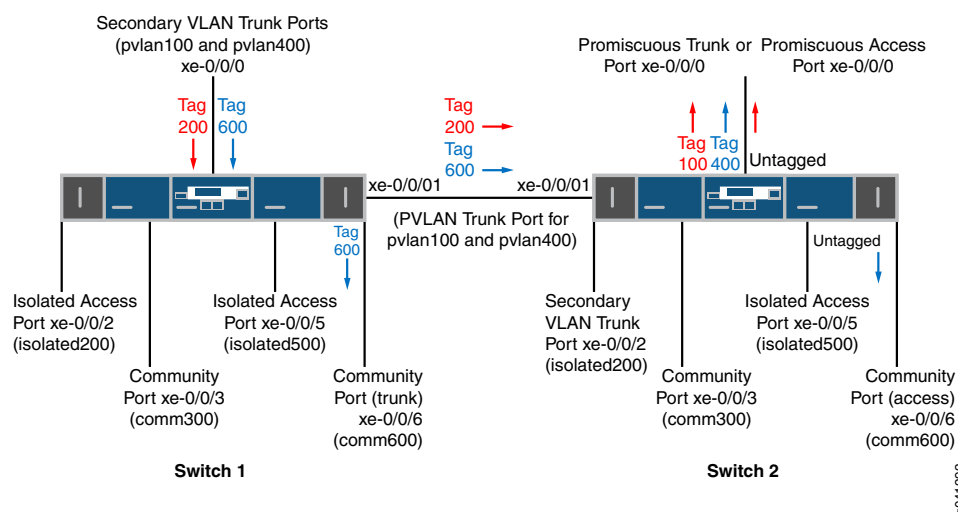 Secondary VLAN Trunk Ports
(pvlan100 and pvlan400)
xe-0/0/0
Promiscuous Trunk or
Port xe-0/0/0
Promiscuous Access
Port xe-0/0/0
Tag
200
Tag
600
Tag
200
Tag
600
Tag
100
Tag
400
Untagged
xe-0/0/01
xe-0/0/01
(PVLAN Trunk Port for
pvlan100 and pvlan400)
Tag
600
Untagged
Isolated Access
Port xe-0/0/2
(isolated200)
Isolated Access
Port xe-0/0/5
(isolated500)
Secondary
VLAN Trunk
Port xe-0/0/2
(isolated200)
Isolated Access
Port xe-0/0/5
(isolated500)
Community
Port xe-0/0/3
(comm300)
Community
Port (trunk)
xe-0/0/6
(comm600)
Community
Port xe-0/0/3
(comm300)
Community
Port (access)
xe-0/0/6
(comm600)
Switch 1
Switch 2